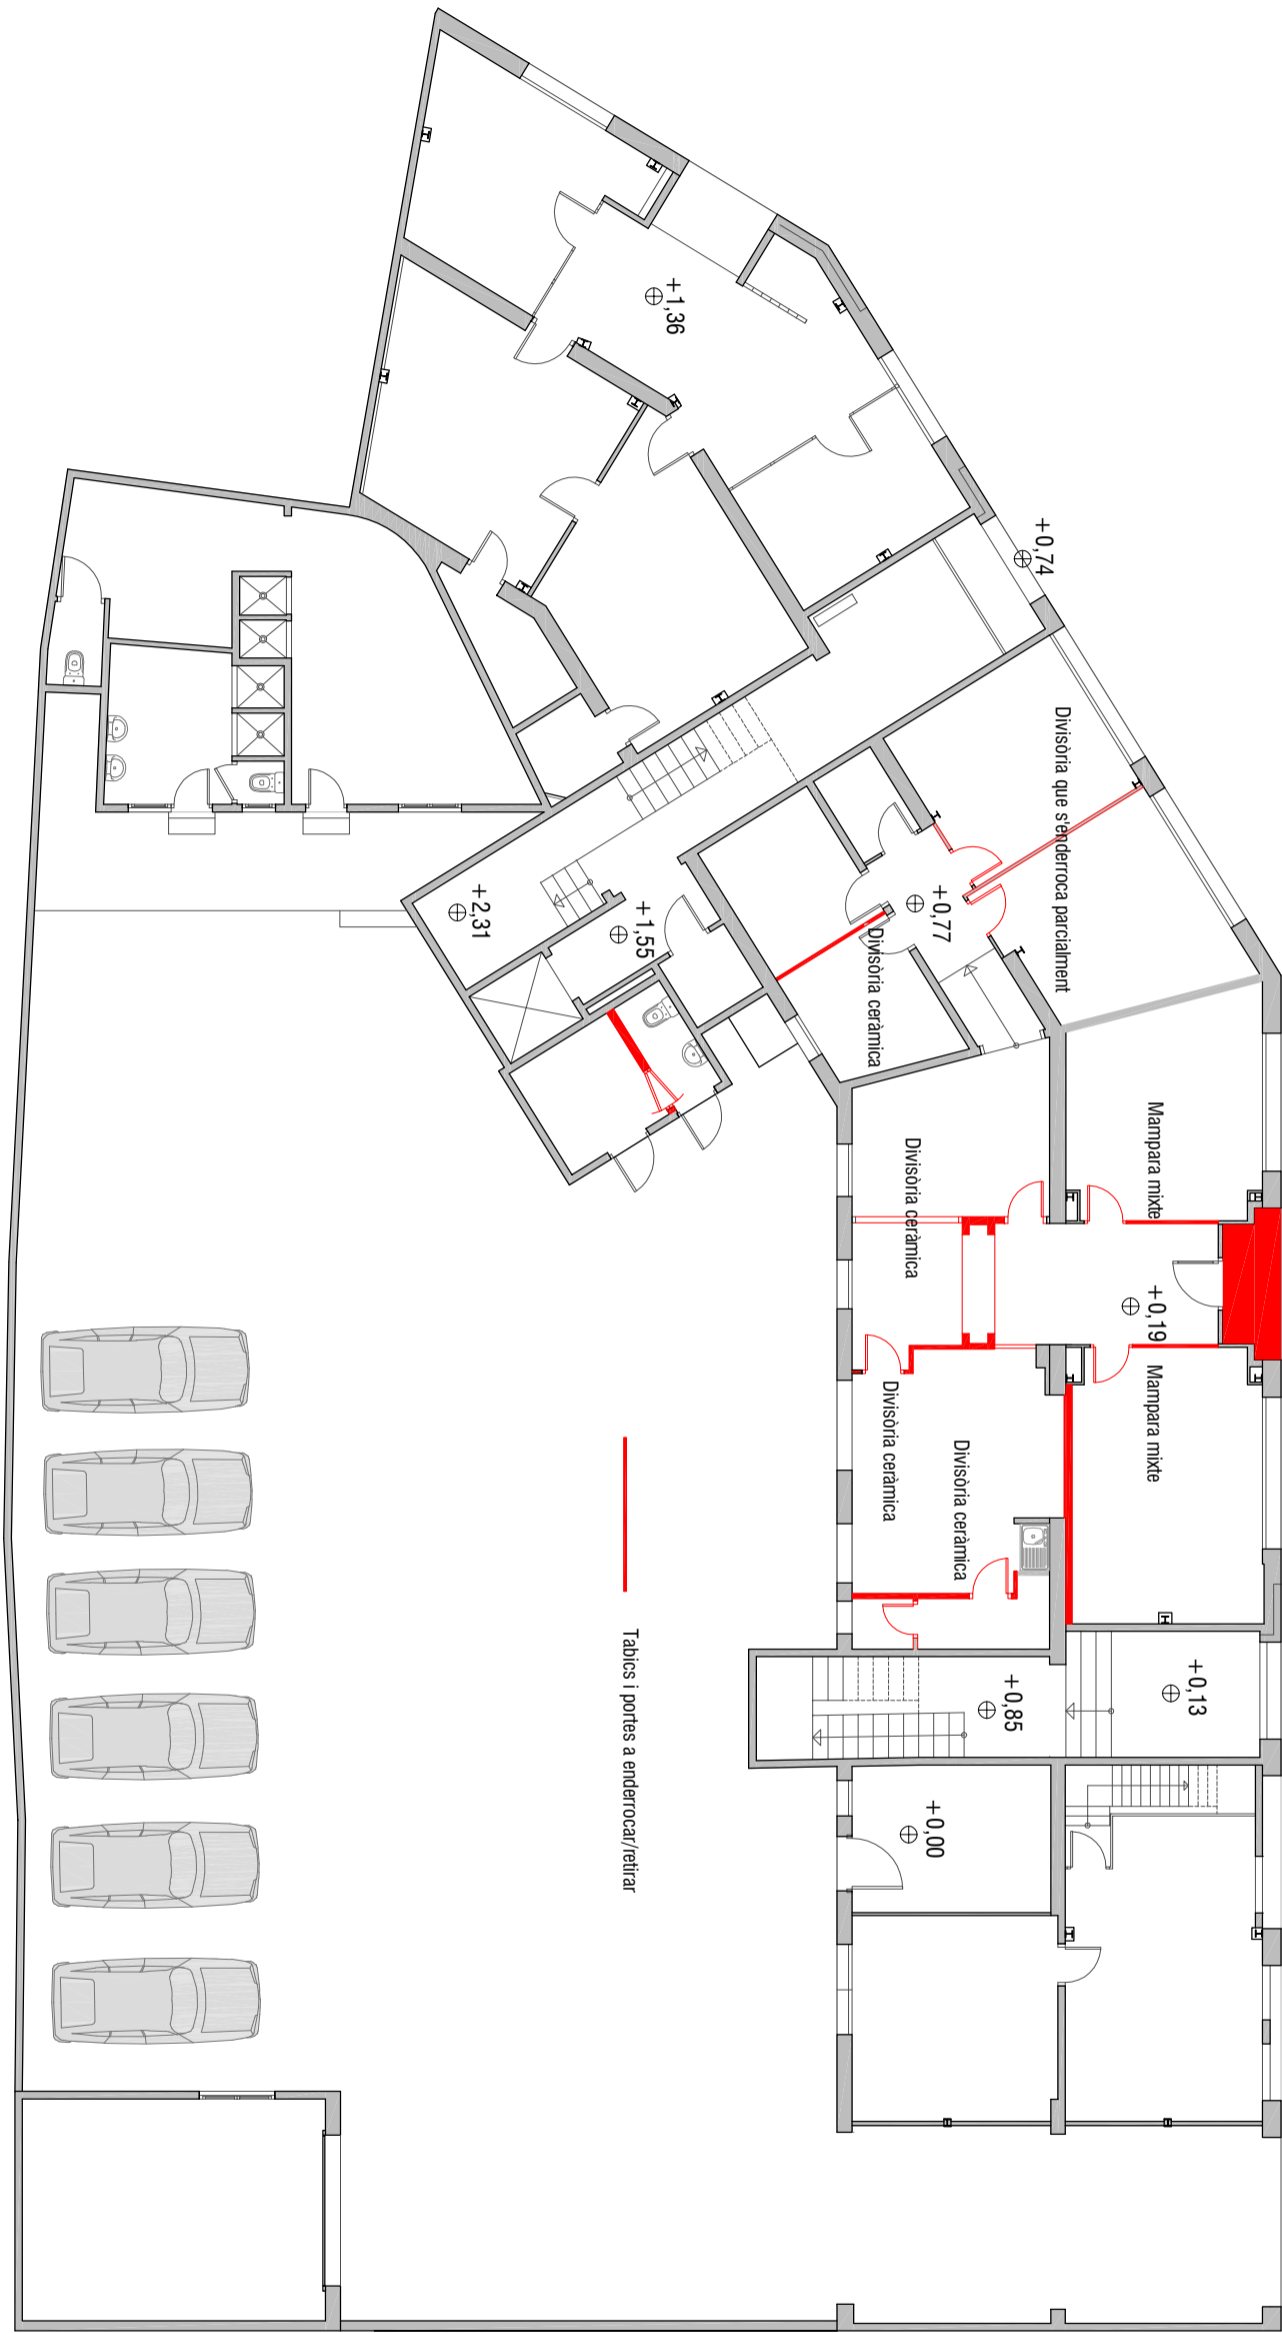 +1,36
+0,74
Divisòria que s'enderroca parcialment
+0,77
Divisòria ceràmica
+2,31
+1,55
Mampara mixte
Divisòria ceràmica
+0,19
Mampara mixte
Divisòria ceràmica
Divisòria ceràmica
Tabics i portes a enderrocar/retirar
+0,13
+0,85
+0,00